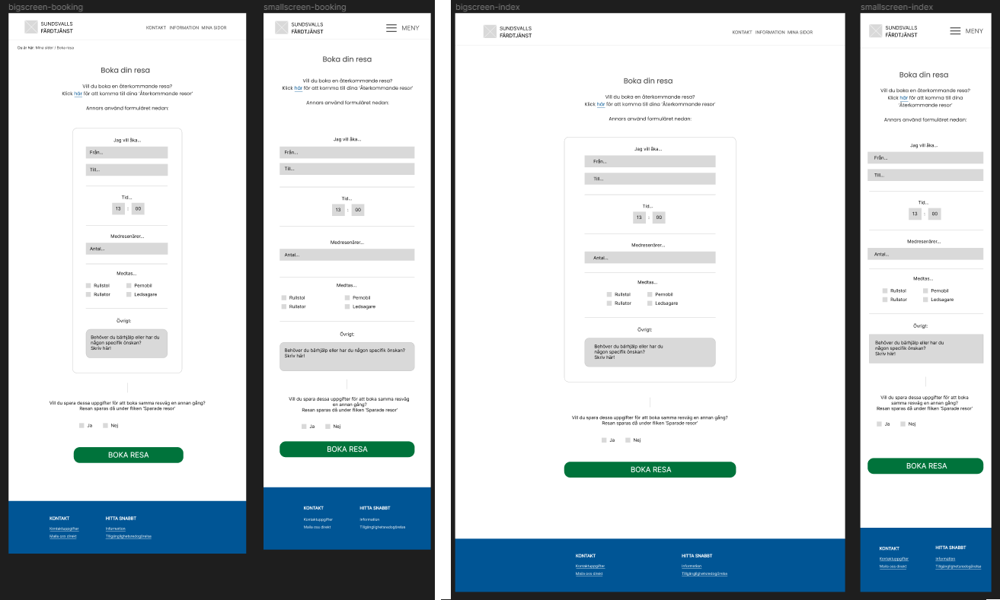 bigscreen-booking
SUNDSVALLS
FÄRDTJÄNST
KONTAKT INFORMATION MINA SIDOR
Du är här: Mina sidor / Boka resa
Boka din resa
Vill du boka en återkommande resa?
Klick här för att komma till dina 'Återkommande resor'
Annars använd formuläret nedan:
Jag vill åka...
Från...
Till...
Tid...
13 : 00
Medresenärer...
Antal...
Medtas...
Rullstol Permobil
Rullator Ledsagare
Övrigt:
Behöver du bärhjälp eller har du
någon specifik önskan?
Skriv här!
Vill du spara dessa uppgifter för att boka samma resväg en annan gång?
Resan sparas då under fliken 'Sparade resor'
Ja Nej
BOKA RESA
KONTAKT HITTA SNABBT
Kontaktuppgifter Information
Maila oss direkt Tillgänglighetsredogörelse
smallscreen-booking
SUNDSVALLS
FÄRDTJÄNST
MENY
Boka din resa
Vill du boka en återkommande resa?
Klick här för att komma till dina 'Återkommande resor'
Annars använd formuläret nedan:
Jag vill åka...
Från...
Till...
Tid...
13 : 00
Medresenärer...
Antal...
Medtas...
Rullstol Permobil
Rullator Ledsagare
Övrigt:
Behöver du bärhjälp eller har du någon specifik önskan?
Skriv här!
Vill du spara dessa uppgifter för att boka samma resväg
en annan gång?
Resan sparas då under fliken 'Sparade resor'
Ja Nej
BOKA RESA
KONTAKT HITTA SNABBT
Kontaktuppgifter Information
Maila oss direkt Tillgänglighetsredogörelse
bigscreen-index
SUNDSVALLS
FÄRDTJÄNST
KONTAKT INFORMATION MINA SIDOR
Boka din resa
Vill du boka en återkommande resa?
Klick här för att komma till dina 'Återkommande resor'
Annars använd formuläret nedan:
Jag vill åka...
Från...
Till...
Tid...
13 : 00
Medresenärer...
Antal...
Medtas...
Rullstol Permobil
Rullator Ledsagare
Övrigt:
Behöver du bärhjälp eller har du
någon specifik önskan?
Skriv här!
Vill du spara dessa uppgifter för att boka samma resväg en annan gång?
Resan sparas då under fliken 'Sparade resor'
Ja Nej
BOKA RESA
KONTAKT HITTA SNABBT
Kontaktuppgifter Information
Maila oss direkt Tillgänglighetsredogörelse
smallscreen-index
SUNDSVALLS
FÄRDTJÄNST
MENY
Boka din resa
Vill du boka en återkommande resa?
Klick här för att komma till dina
'Återkommande resor'
Annars använd formuläret nedan:
Jag vill åka...
Från...
Till...
Tid...
13 : 00
Medresenärer...
Antal...
Medtas...
Rullstol Permobil
Rullator Ledsagare
Övrigt:
Behöver du bärhjälp eller har du
någon specifik önskan?
Skriv här!
Vill du spara dessa uppgifter för att boka
samma resväg en annan gång?
Resan sparas då under fliken 'Sparade resor'
Ja Nej
BOKA RESA
KONTAKT HITTA SNABBT
Kontaktuppgifter Information
Maila oss direkt Tillgänglighetsredogörelse